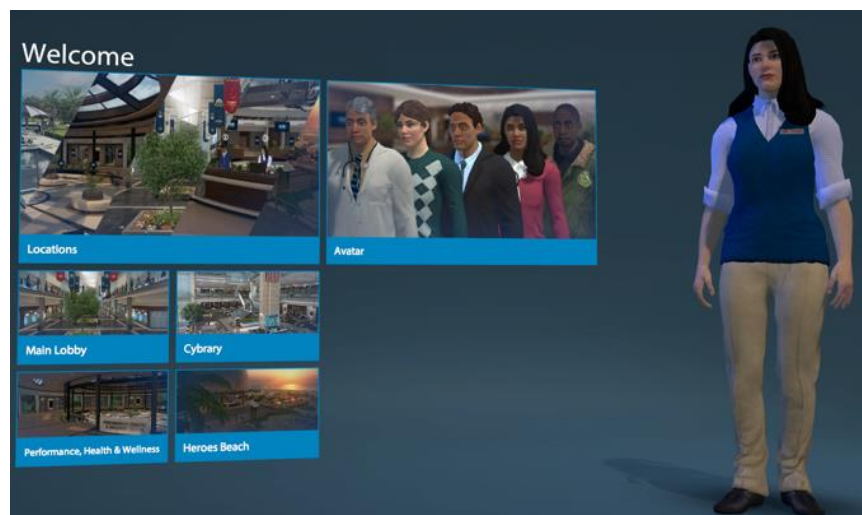 Welcome
Locations
Avatar
Main Lobby
Cybrary
Performance, Health & Wellness
Heroes Beach